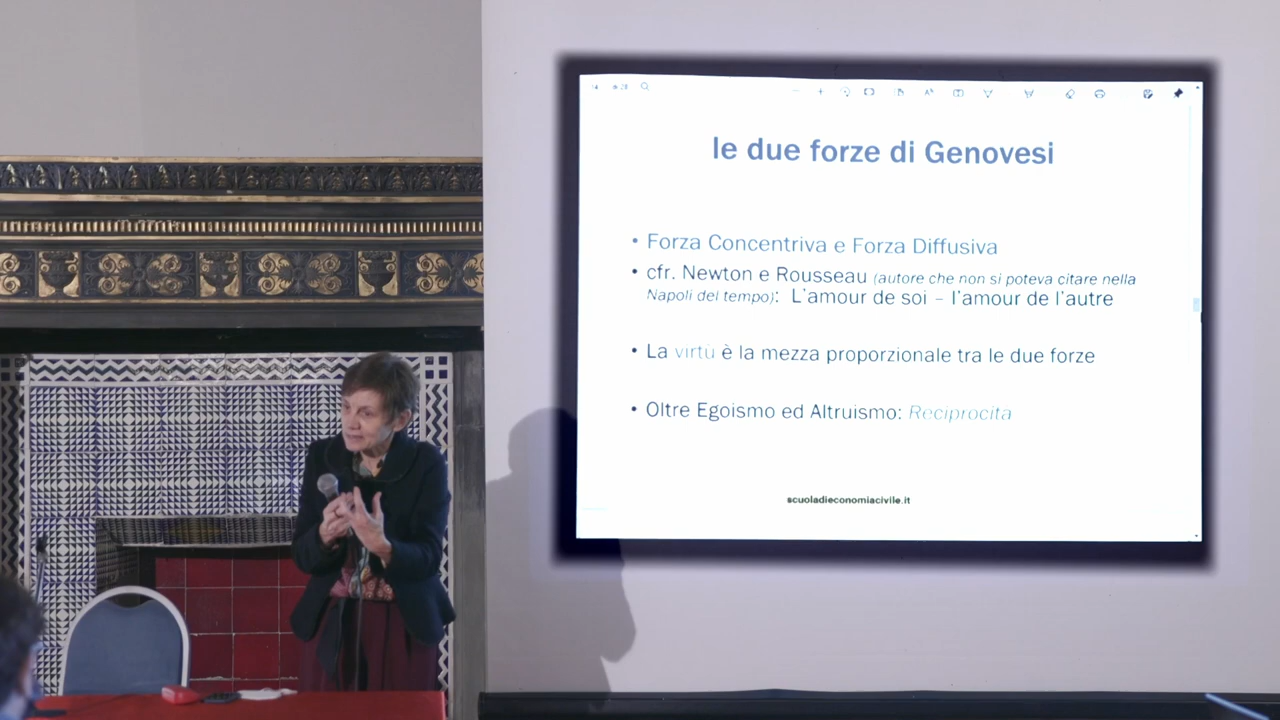 le due forze di Genovesi
• Forza Concentriva e Forza Diffusiva
• cfr. Newton e Rousseau (autore che non si poteva citare nella
Napoli del tempo): L'amour de soi – l'amour de l'autre
• La virtù è la mezza proporzionale tra le due forze
• Oltre Egoismo ed Altruismo: Reciprocità
scuoladieconomiacivile.it